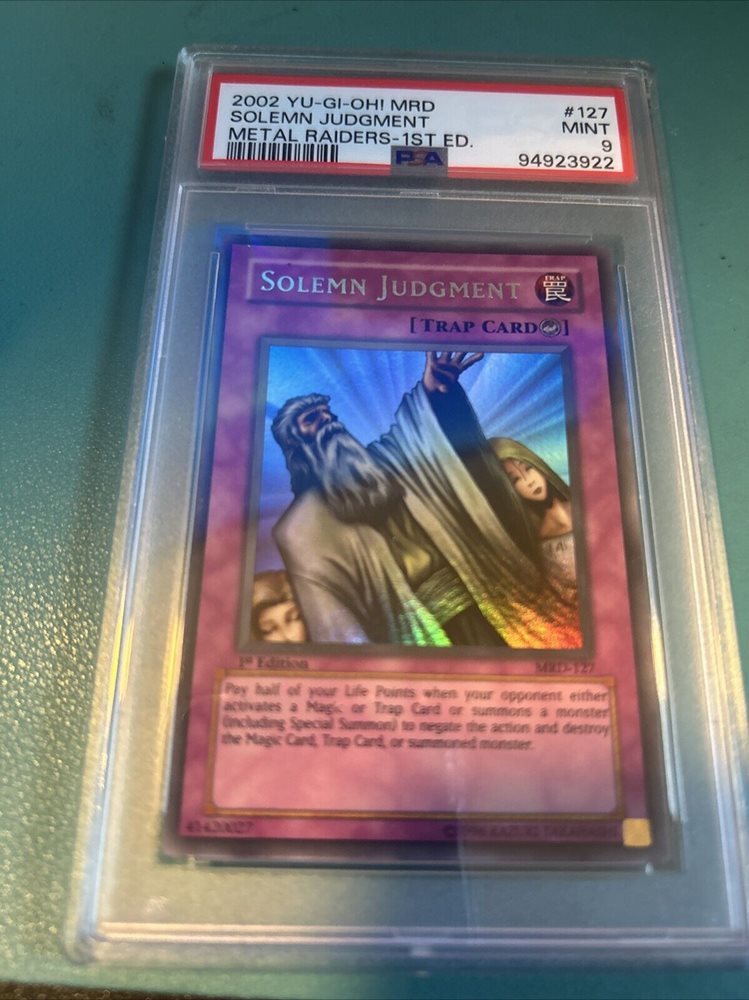 2002 YU-GI-OH! MRD #127
SOLEMN JUDGMENT MINT
METAL RAIDERS-1ST ED. 9
PSA 94923922
SOLEMN JUDGMENT
TRAP
罠
[TRAP CARD]
1st Edition MRD-127
Pay half of your Life Points when your opponent either
activates a Magic or Trap Card or summons a monster
(including Special Summon) to negate the action and destroy
the Magic Card, Trap Card, or summoned monster.
41420027 ©1996 KAZUKI TAKAHASHI